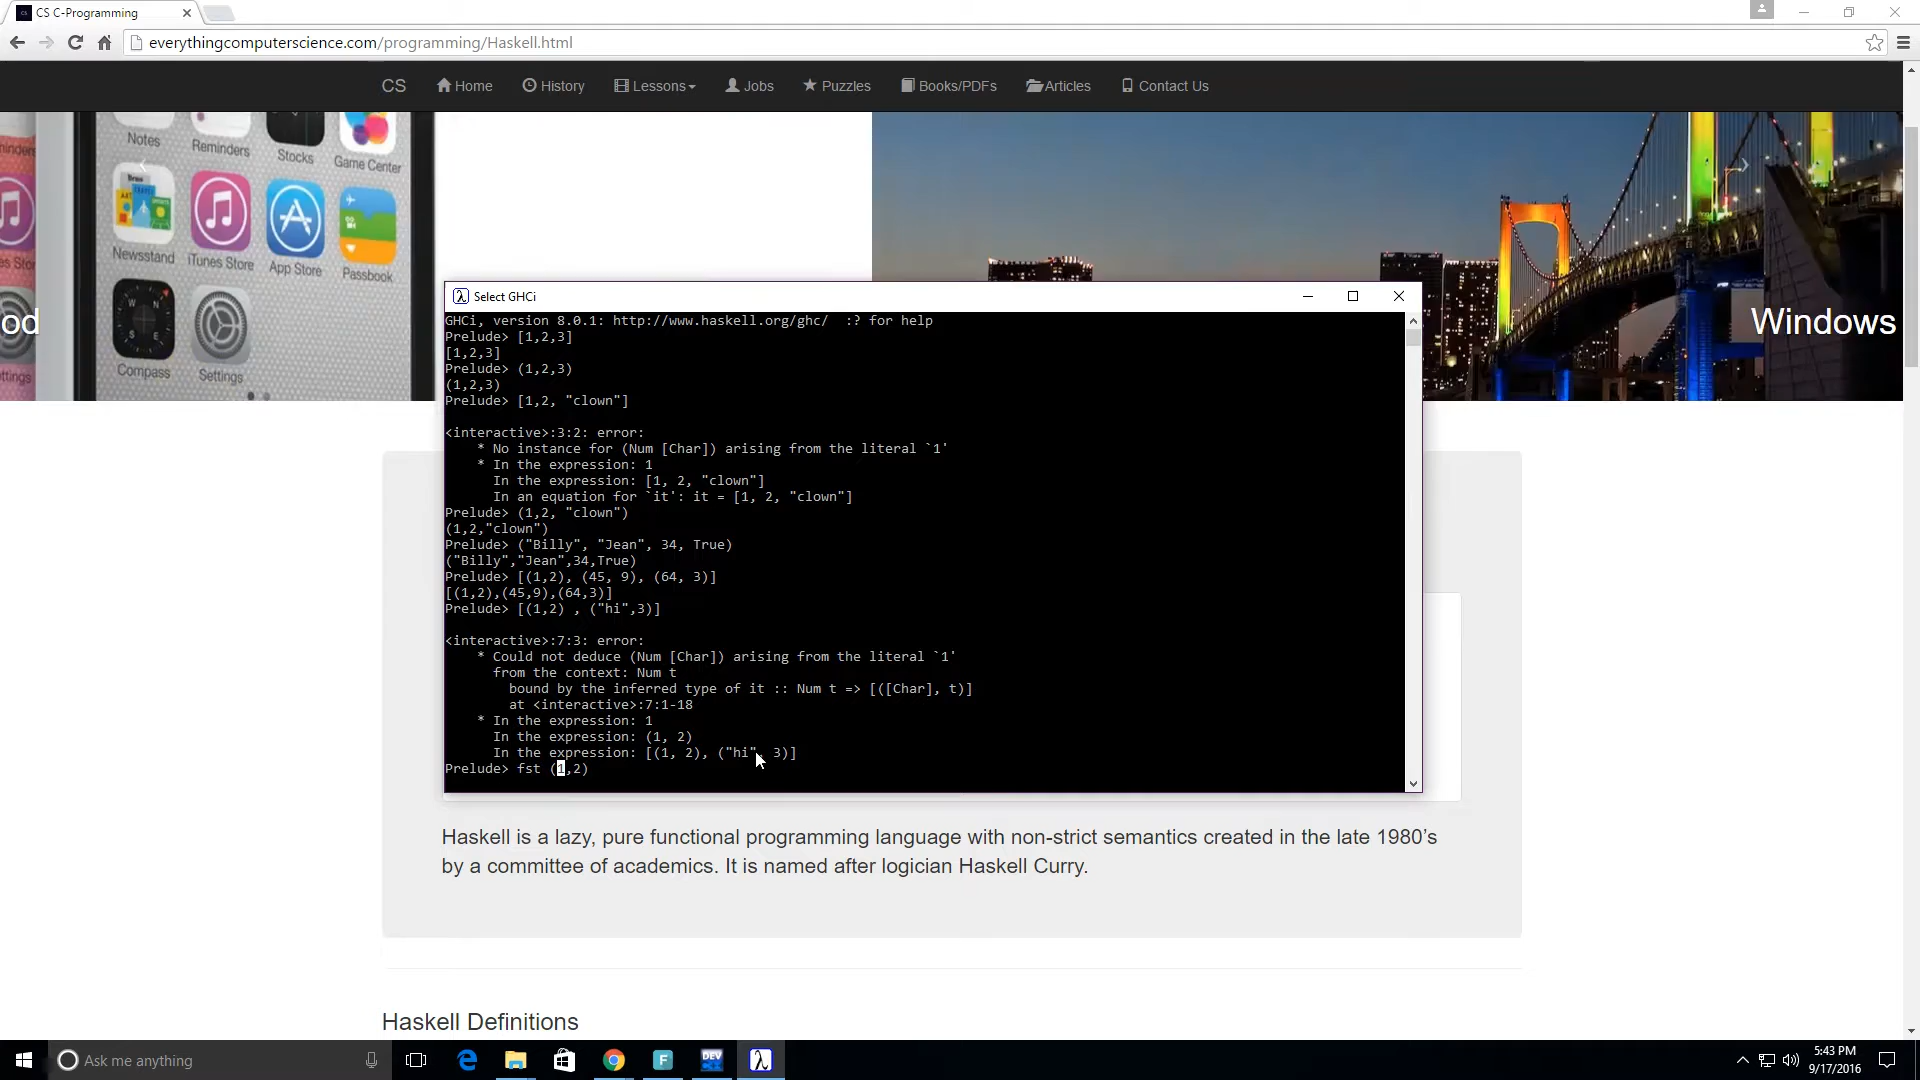 CS C-Programming
everythingcomputerscience.com/programming/Haskell.html
CS Home History Lessons Jobs Puzzles Books/PDFs Articles Contact Us
Notes Reminders Stocks Game Center
Newsstand iTunes Store App Store Passbook
Compass Settings
od
Windows
Select GHCi
GHCi, version 8.0.1: http://www.haskell.org/ghc/  :? for help
Prelude> [1,2,3]
[1,2,3]
Prelude> (1,2,3)
(1,2,3)
Prelude> [1,2, "clown"]
<interactive>:3:2: error:
* No instance for (Num [Char]) arising from the literal `1'
* In the expression: 1
In the expression: [1, 2, "clown"]
In an equation for `it': it = [1, 2, "clown"]
Prelude> (1,2, "clown")
(1,2,"clown")
Prelude> ("Billy", "Jean", 34, True)
("Billy","Jean",34,True)
Prelude> [(1,2), (45, 9), (64, 3)]
[(1,2),(45,9),(64,3)]
Prelude> [(1,2) , ("hi",3)]
<interactive>:7:3: error:
* Could not deduce (Num [Char]) arising from the literal `1'
from the context: Num t
bound by the inferred type of it :: Num t => [([Char], t)]
at <interactive>:7:1-18
* In the expression: 1
In the expression: (1, 2)
In the expression: [(1, 2), ("hi", 3)]
Prelude> fst (1,2)
Haskell is a lazy, pure functional programming language with non-strict semantics created in the late 1980's
by a committee of academics. It is named after logician Haskell Curry.
Haskell Definitions
Ask me anything
DEV
5:43 PM
9/17/2016